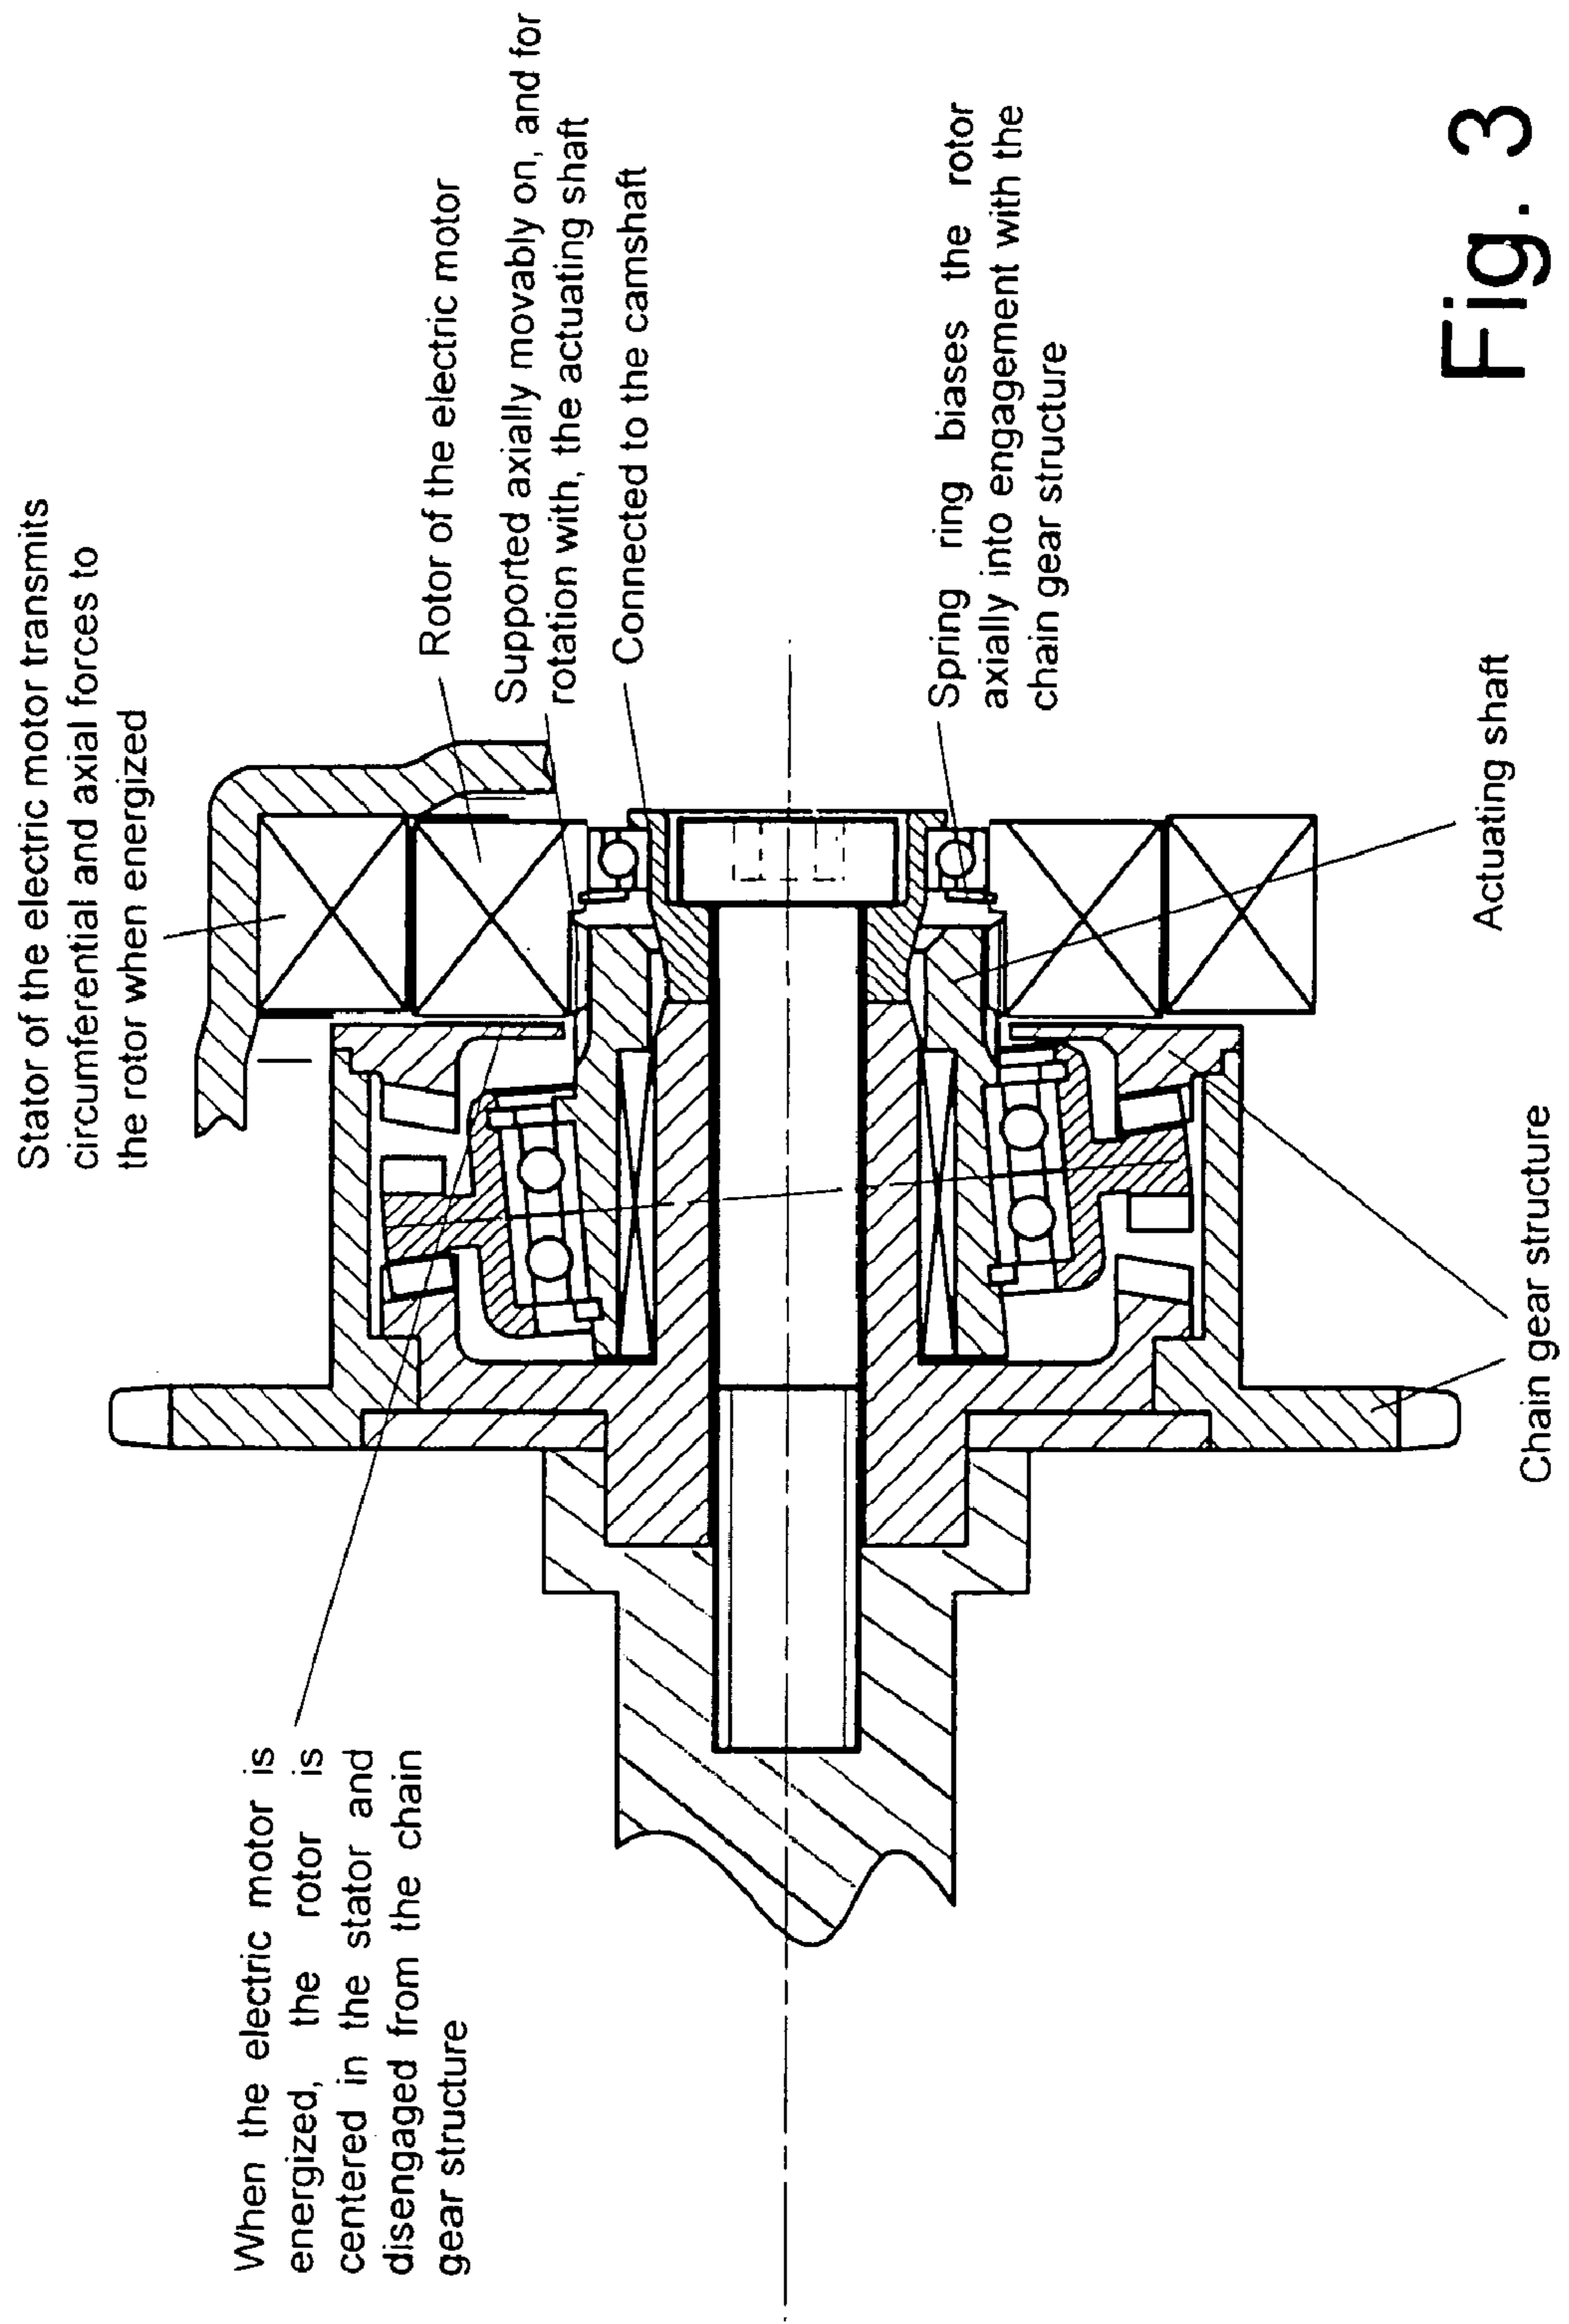 Stator of the electric motor transmits
circumferential and axial forces to
the rotor when energized
Rotor of the electric motor
Supported axially movably on, and for
rotation with, the actuating shaft
Connected to the camshaft
Spring ring biases the rotor
axially into engagement with the
chain gear structure
Actuating shaft
Chain gear structure
When the electric motor is
energized, the rotor is
centered in the stator and
disengaged from the chain
gear structure
Fig. 3